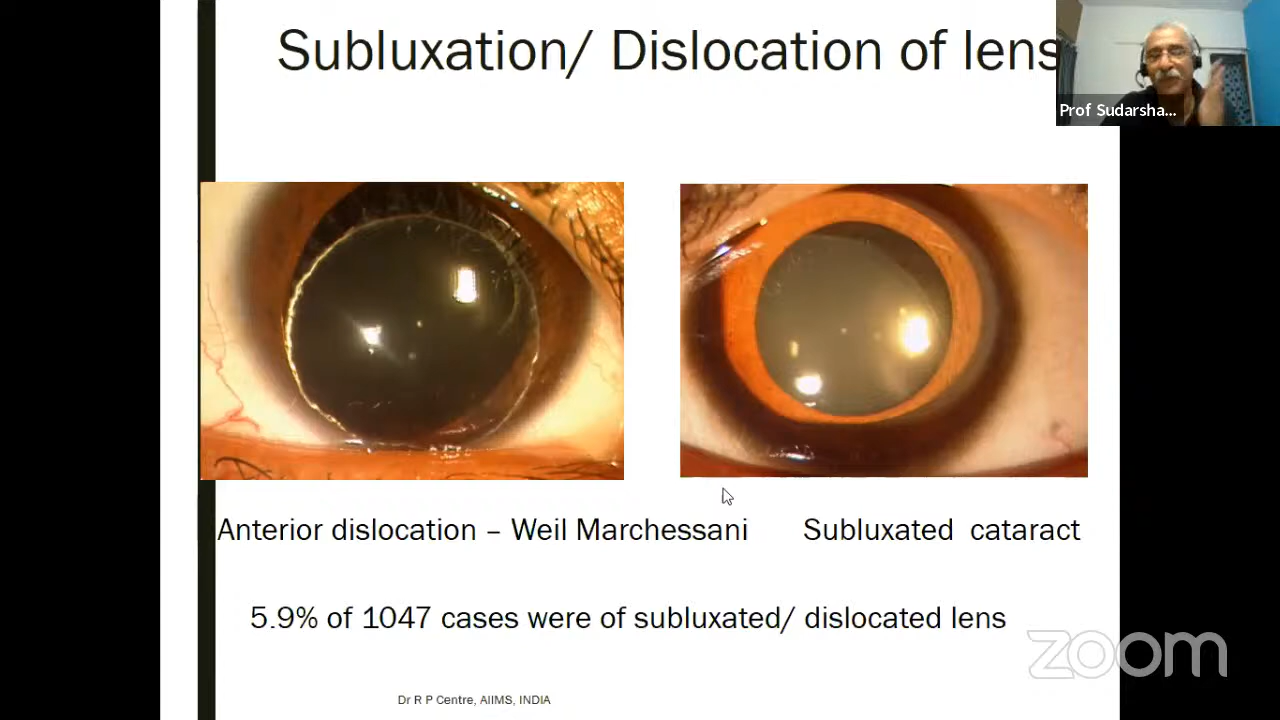 Subluxation/ Dislocation of lens
Prof Sudarsha...
Anterior dislocation – Weil Marchessani
Subluxated cataract
5.9% of 1047 cases were of subluxated/ dislocated lens
zoom
Dr R P Centre, AIIMS, INDIA